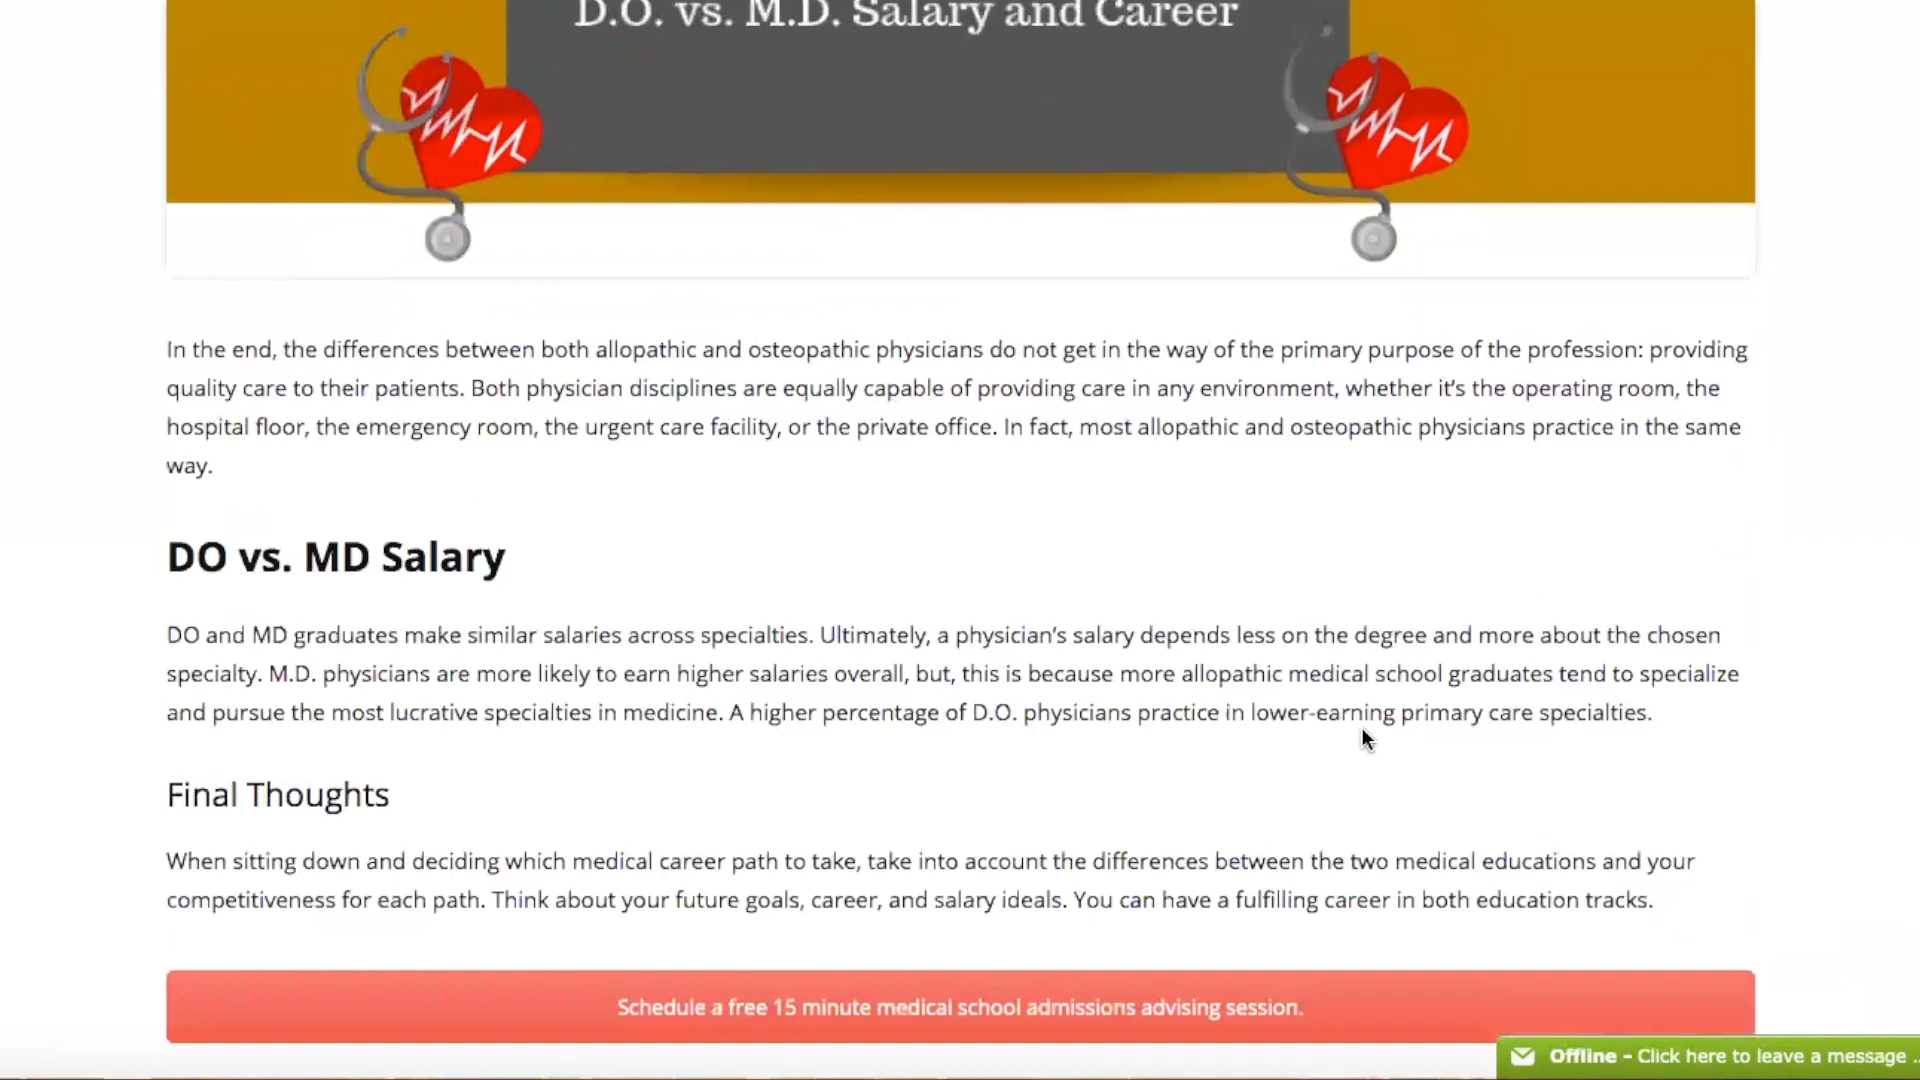 D.O. vs. M.D. Salary and Career
In the end, the differences between both allopathic and osteopathic physicians do not get in the way of the primary purpose of the profession: providing
quality care to their patients. Both physician disciplines are equally capable of providing care in any environment, whether it’s the operating room, the
hospital floor, the emergency room, the urgent care facility, or the private office. In fact, most allopathic and osteopathic physicians practice in the same
way.
DO vs. MD Salary
DO and MD graduates make similar salaries across specialties. Ultimately, a physician’s salary depends less on the degree and more about the chosen
specialty. M.D. physicians are more likely to earn higher salaries overall, but, this is because more allopathic medical school graduates tend to specialize
and pursue the most lucrative specialties in medicine. A higher percentage of D.O. physicians practice in lower-earning primary care specialties.
Final Thoughts
When sitting down and deciding which medical career path to take, take into account the differences between the two medical educations and your
competitiveness for each path. Think about your future goals, career, and salary ideals. You can have a fulfilling career in both education tracks.
Schedule a free 15 minute medical school admissions advising session.
Offline – Click here to leave a message ..